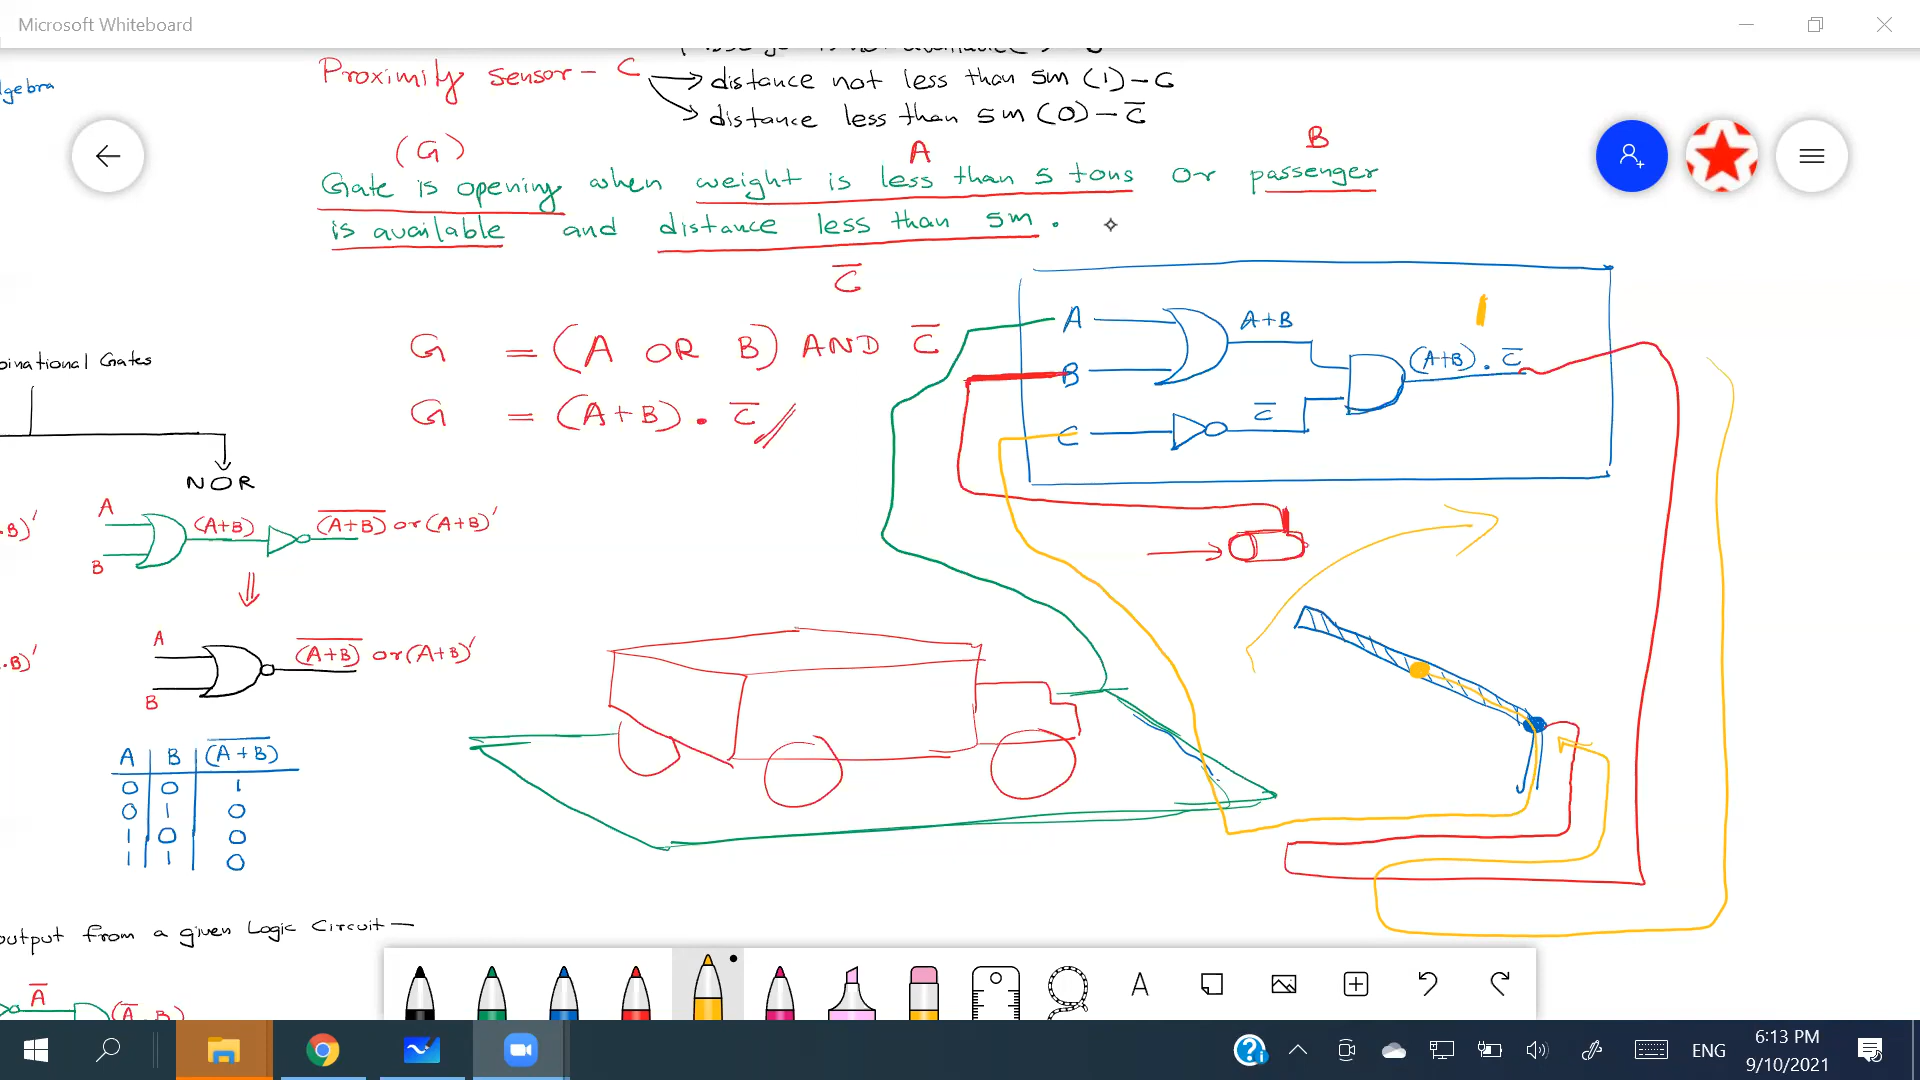 Microsoft Whiteboard
gebra
Proximity sensor - C
distance not less than 5m (1) - C
distance less than 5m (0) - C̅
(G)
A
B
Gate is opening when weight is less than 5 tons or passenger
is available and distance less than 5m.
C̅
G = (A OR B) AND C̅
G = (A+B) . C̅
A
A+B
B
(A+B) . C̅
C
C̅
inational Gates
NOR
.B)'
A
B
(A+B)
(A+B)̅ or (A+B)'
.B)'
A
B
(A+B)̅ or (A+B)'
A B (A+B)̅
0 0 1
0 1 0
1 0 0
1 1 0
output from a given Logic Circuit -
A̅
(A̅ . B)
A
ENG
6:13 PM
9/10/2021